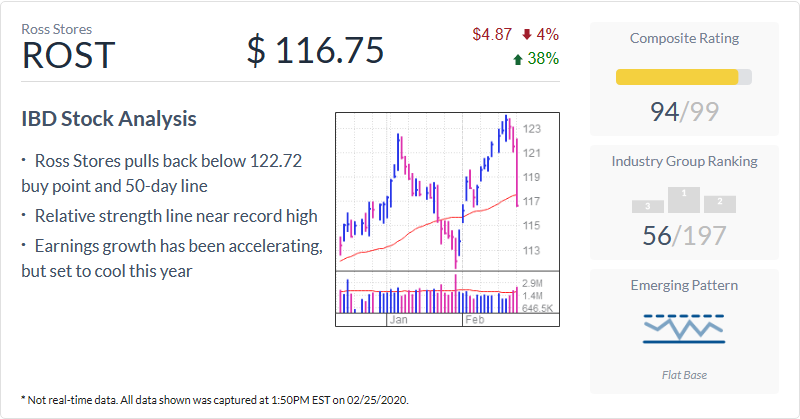 Ross Stores
ROST
$ 116.75
$4.87 4%
38%
IBD Stock Analysis
· Ross Stores pulls back below 122.72
buy point and 50-day line
· Relative strength line near record high
· Earnings growth has been accelerating,
but set to cool this year
123
121
119
117
115
113
2.9M
1.4M
646.5K
Jan Feb
Composite Rating
94/99
Industry Group Ranking
3 1 2
56/197
Emerging Pattern
Flat Base
* Not real-time data. All data shown was captured at 1:50PM EST on 02/25/2020.